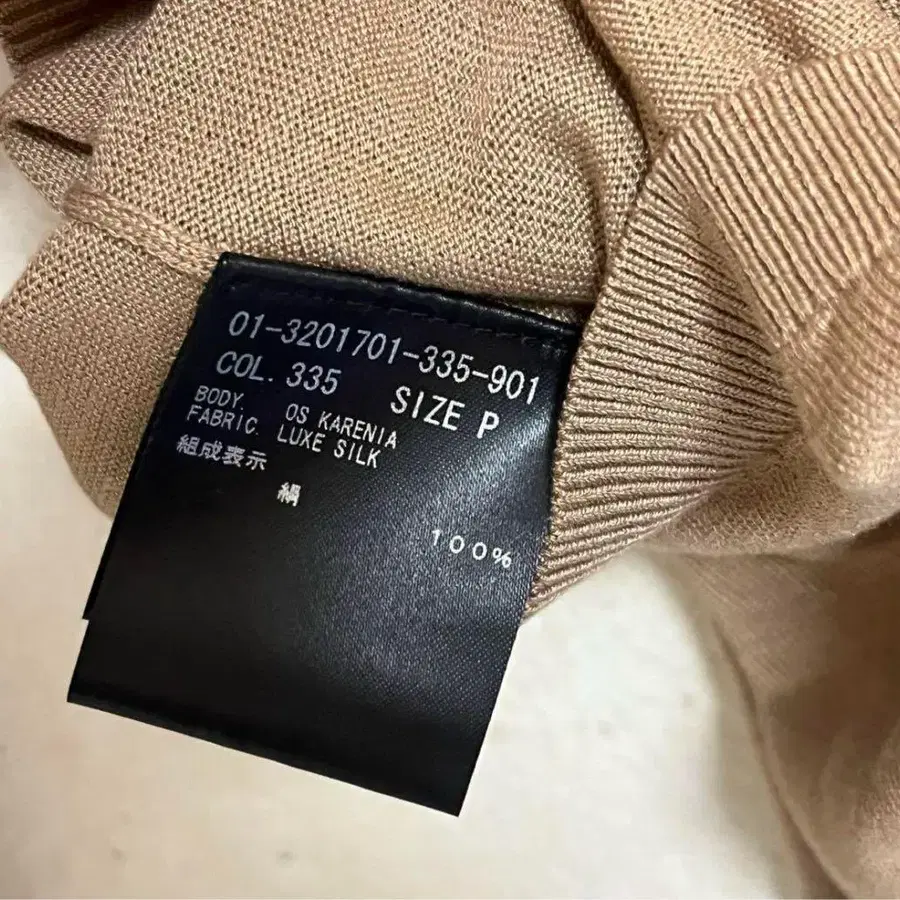 01-3201701-335-901
COL. 335 SIZE P
BODY. OS KARENIA
FABRIC. LUXE SILK
組成表示
絹
100%